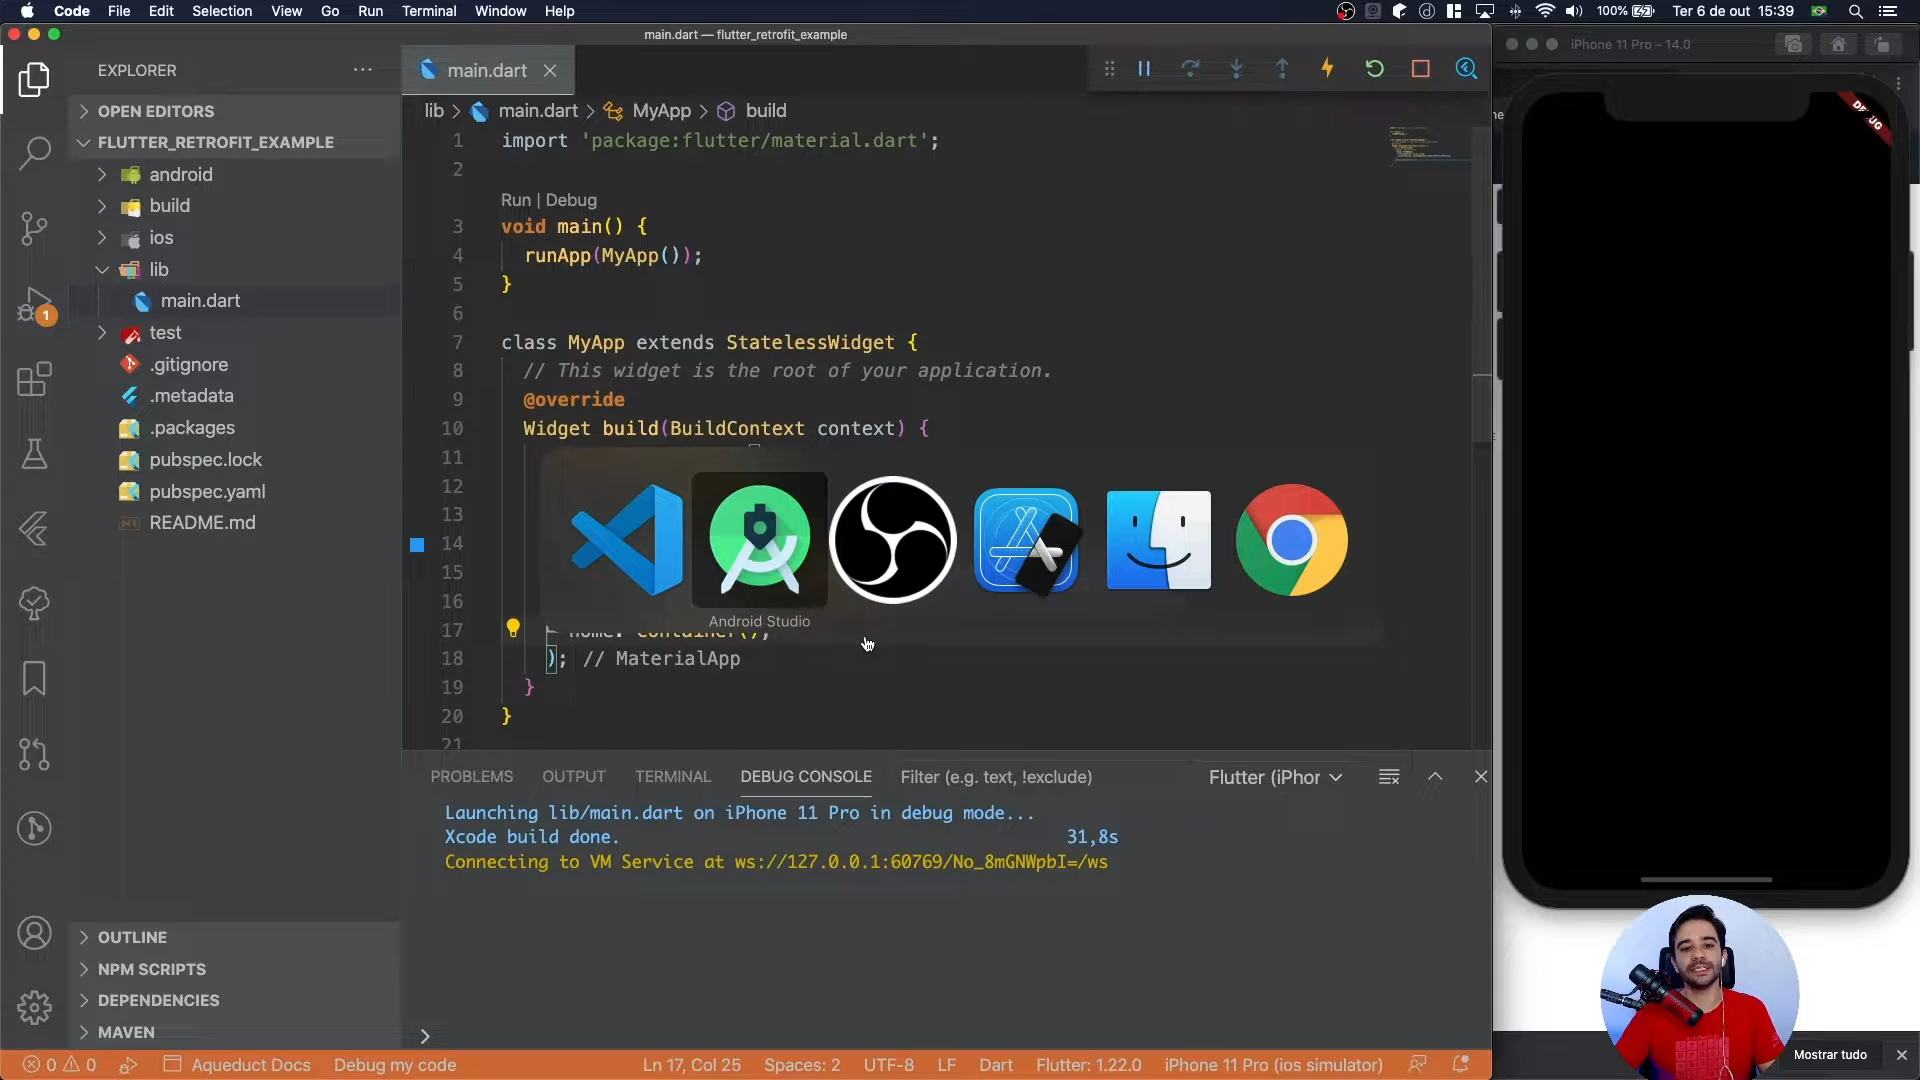 Code File Edit Selection View Go Run Terminal Window Help
100% Ter 6 de out 15:39
main.dart — flutter_retrofit_example
iPhone 11 Pro – 14.0
EXPLORER
OPEN EDITORS
FLUTTER_RETROFIT_EXAMPLE
android
build
ios
lib
main.dart
test
.gitignore
.metadata
.packages
pubspec.lock
pubspec.yaml
README.md
OUTLINE
NPM SCRIPTS
DEPENDENCIES
MAVEN
1
main.dart
lib main.dart MyApp build
1 import 'package:flutter/material.dart';
2
Run | Debug
3 void main() {
4 runApp(MyApp());
5 }
6
7 class MyApp extends StatelessWidget {
8 // This widget is the root of your application.
9 @override
10 Widget build(BuildContext context) {
11
12
13
14
15
16
17 home: Container(),
18 ); // MaterialApp
19 }
20 }
21
Android Studio
PROBLEMS OUTPUT TERMINAL DEBUG CONSOLE Filter (e.g. text, !exclude) Flutter (iPhor
Launching lib/main.dart on iPhone 11 Pro in debug mode...
Xcode build done. 31,8s
Connecting to VM Service at ws://127.0.0.1:60769/No_8mGNWpbI=/ws
DEBUG
0 0 Aqueduct Docs Debug my code Ln 17, Col 25 Spaces: 2 UTF-8 LF Dart Flutter: 1.22.0 iPhone 11 Pro (ios simulator)
Mostrar tudo